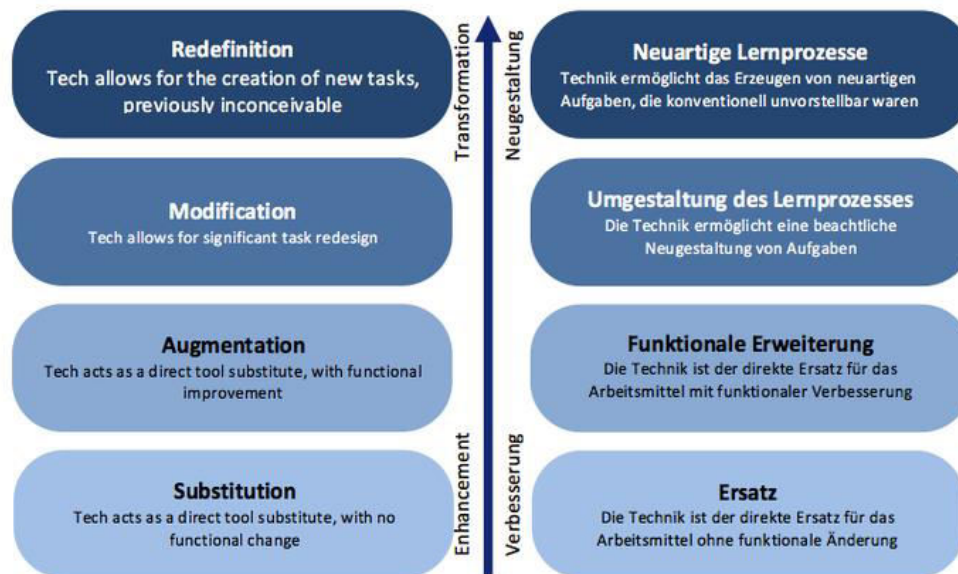 Redefinition
Tech allows for the creation of new tasks,
previously inconceivable
Modification
Tech allows for significant task redesign
Augmentation
Tech acts as a direct tool substitute, with functional
improvement
Substitution
Tech acts as a direct tool substitute, with no
functional change
Transformation
Enhancement
Neugestaltung
Verbesserung
Neuartige Lernprozesse
Technik ermöglicht das Erzeugen von neuartigen
Aufgaben, die konventionell unvorstellbar waren
Umgestaltung des Lernprozesses
Die Technik ermöglicht eine beachtliche
Neugestaltung von Aufgaben
Funktionale Erweiterung
Die Technik ist der direkte Ersatz für das
Arbeitsmittel mit funktionaler Verbesserung
Ersatz
Die Technik ist der direkte Ersatz für das
Arbeitsmittel ohne funktionale Änderung